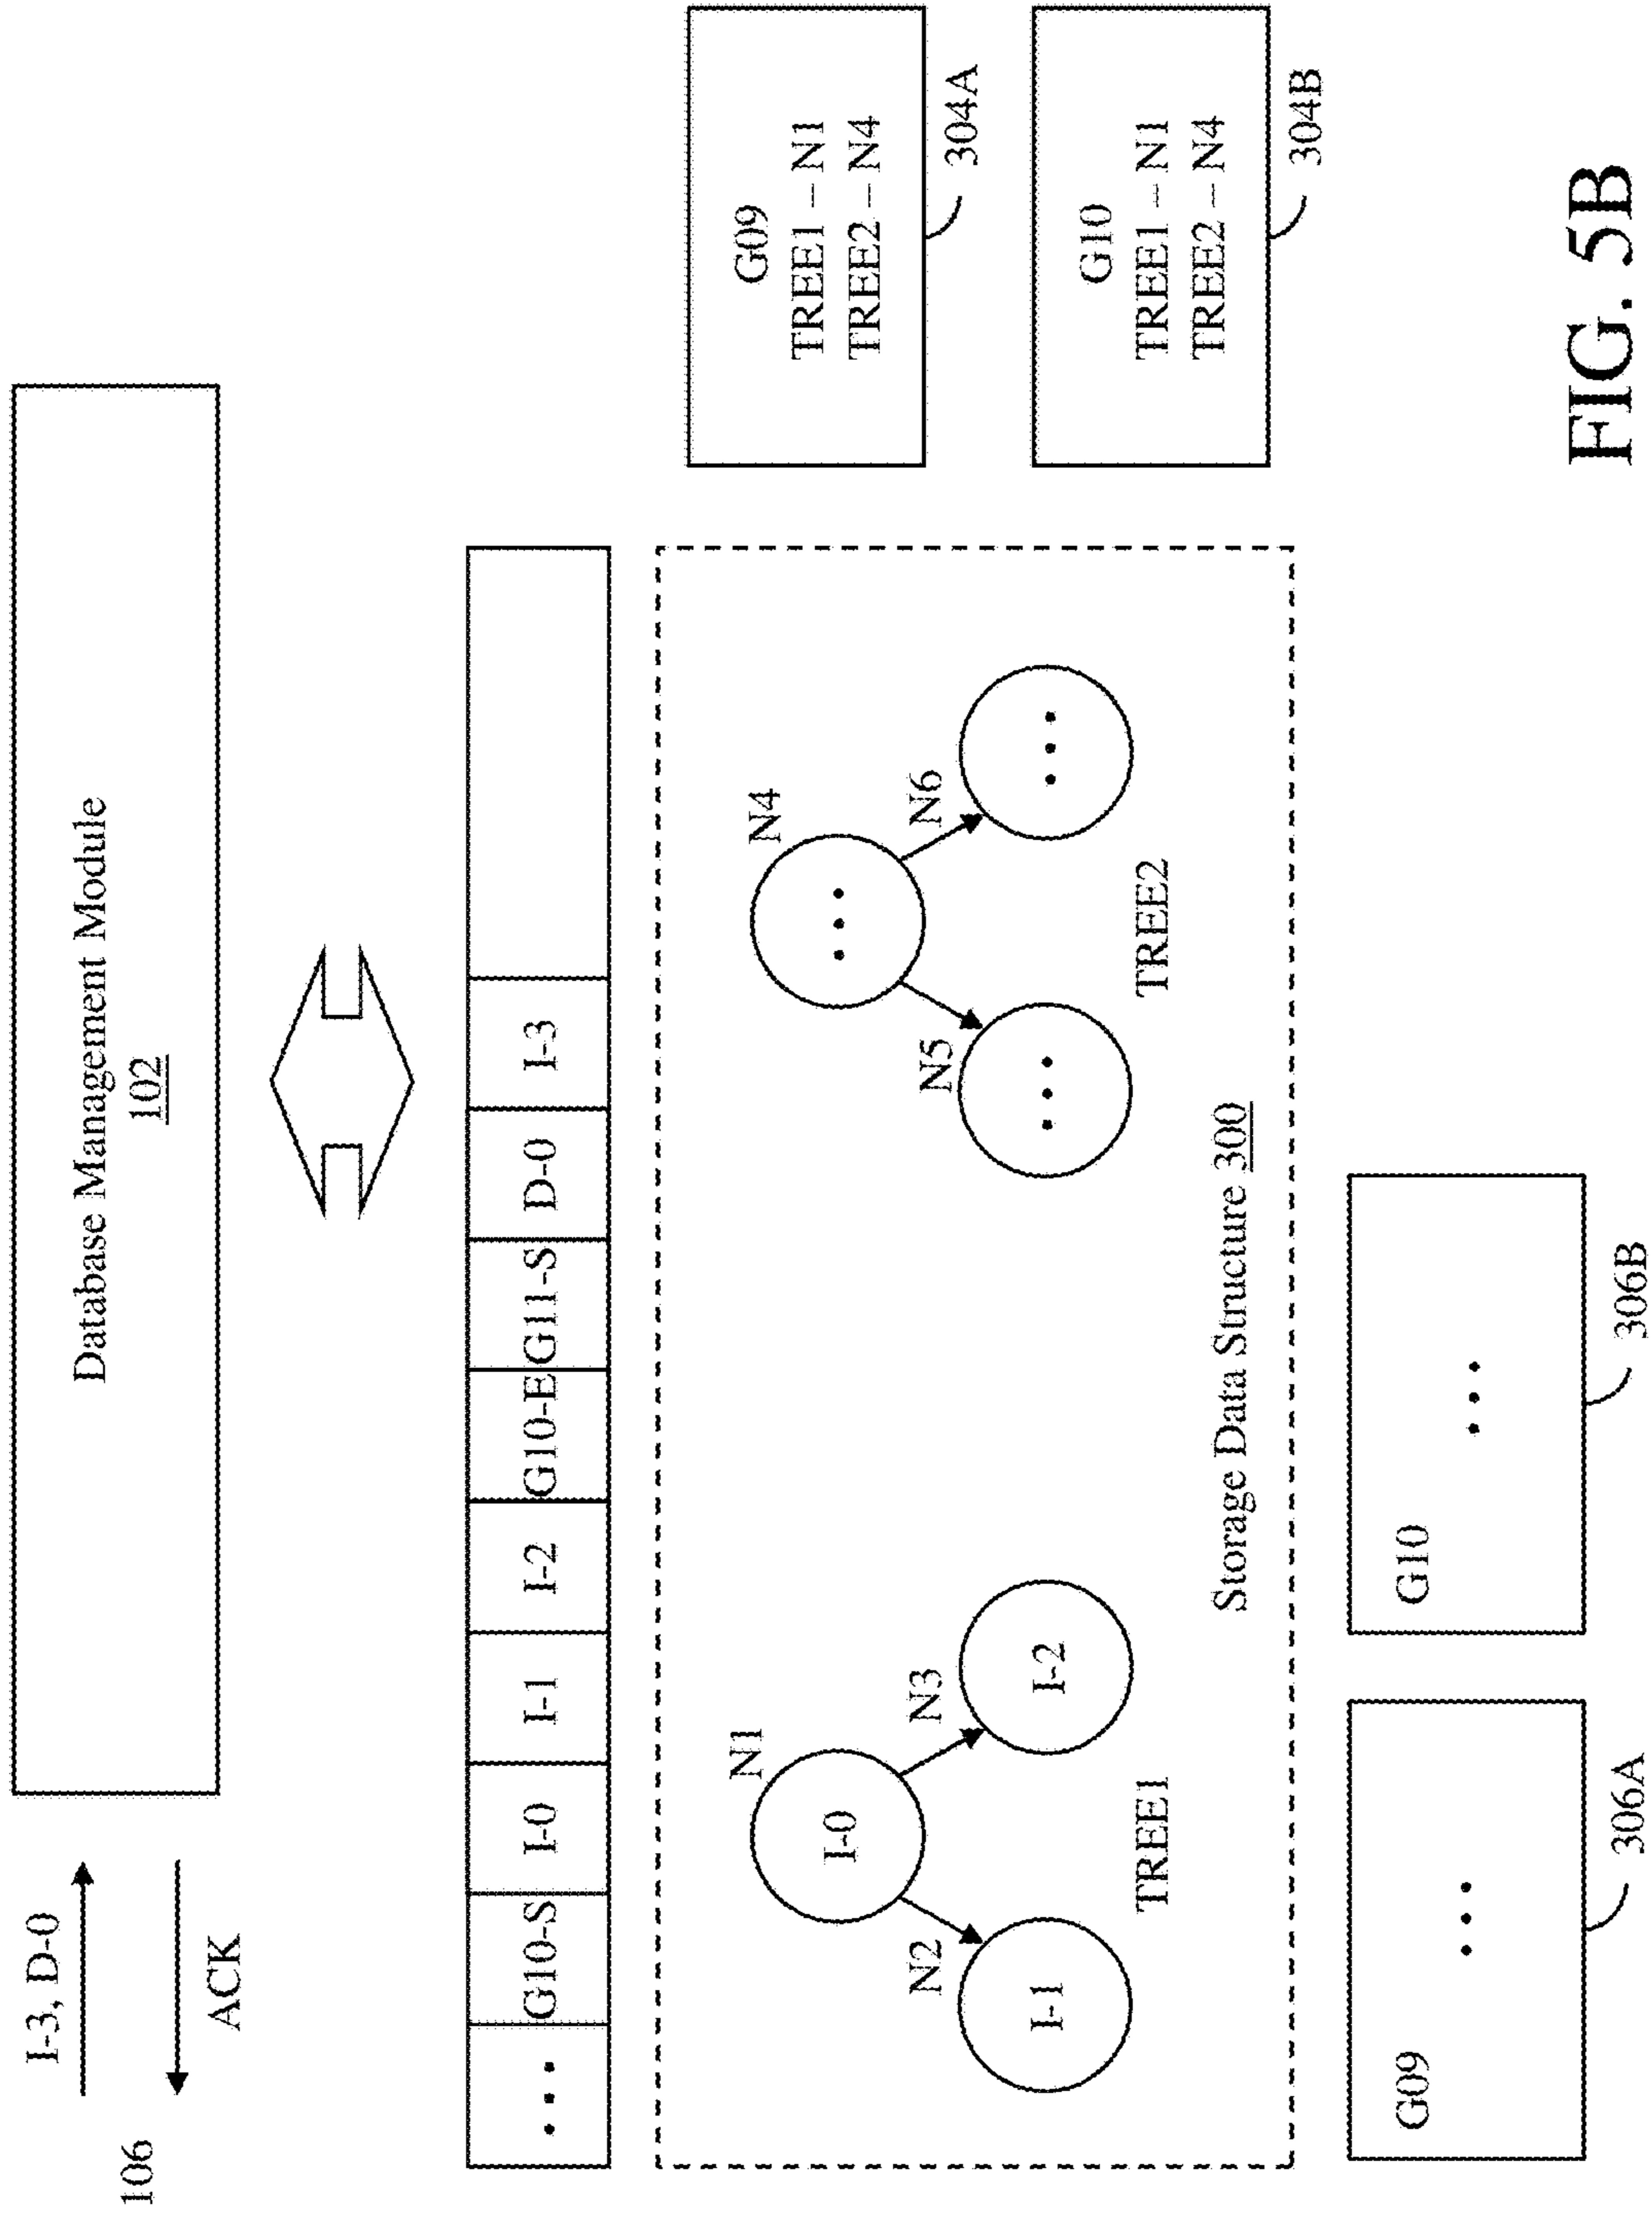 I-3, D-0
106
ACK
Database Management Module
102
... G10-S I-0 I-1 I-2 G10-E G11-S D-0 I-3
N1
I-0
N2
N3
I-1
I-2
TREE1
N4
...
N5
N6
...
...
TREE2
Storage Data Structure 300
G09
TREE1 – N1
TREE2 – N4
304A
G10
TREE1 – N1
TREE2 – N4
304B
G09
...
306A
G10
...
306B
FIG. 5B